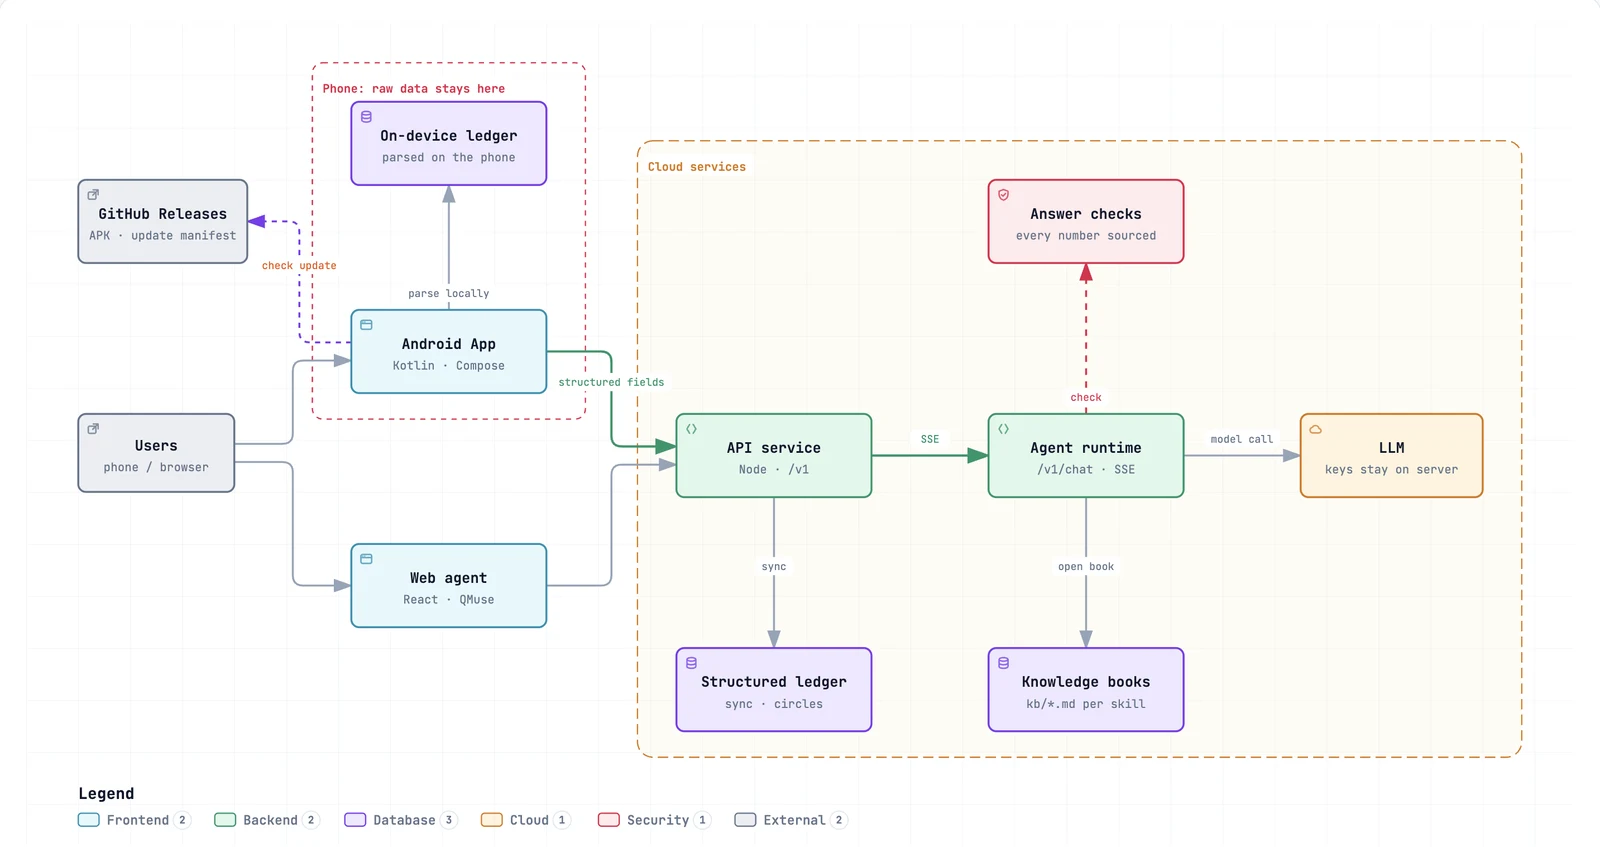 Phone: raw data stays here
On-device ledger
parsed on the phone
Cloud services
GitHub Releases
APK · update manifest
Answer checks
every number sourced
check update
parse locally
Android App
Kotlin · Compose
structured fields
check
Users
phone / browser
API service
Node · /v1
SSE
Agent runtime
/v1/chat · SSE
model call
LLM
keys stay on server
Web agent
React · QMuse
sync
open book
Structured ledger
sync · circles
Knowledge books
kb/*.md per skill
Legend
Frontend 2
Backend 2
Database 3
Cloud 1
Security 1
External 2